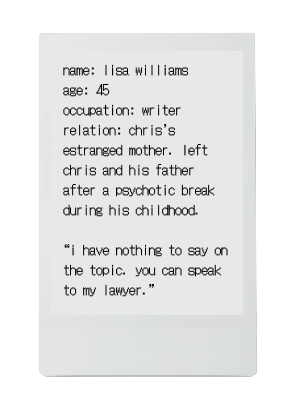 name: lisa williams
age: 45
occupation: writer
relation: chris's
estranged mother. left
chris and his father
after a psychotic break
during his childhood.

“i have nothing to say on
the topic. you can speak
to my lawyer.”